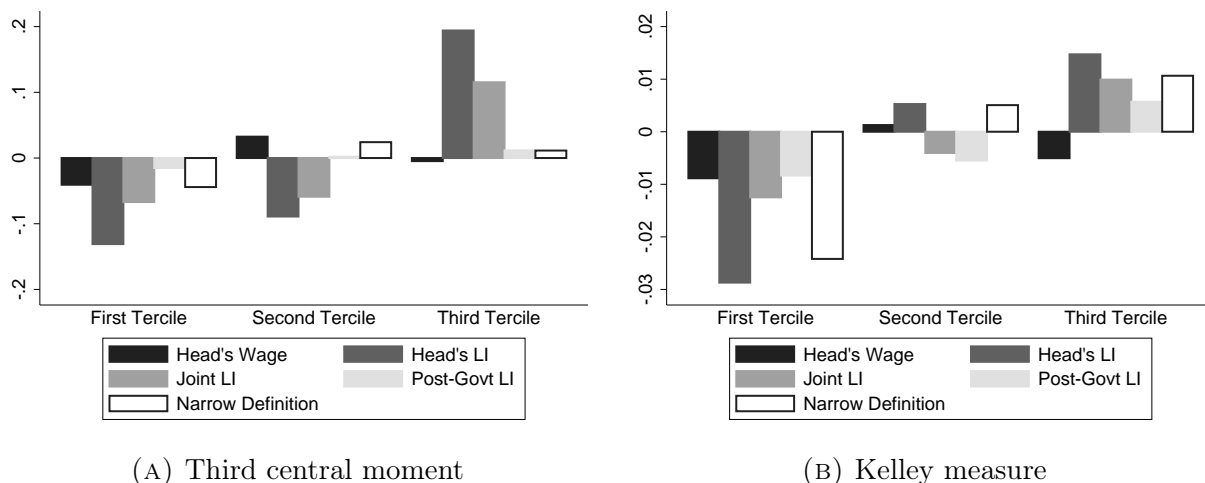 .2
.1
0
-.1
-.2
First Tercile Second Tercile Third Tercile
Head's Wage Head's LI
Joint LI Post-Govt LI
Narrow Definition
(A) Third central moment
.02
.01
0
-.01
-.02
-.03
First Tercile Second Tercile Third Tercile
Head's Wage Head's LI
Joint LI Post-Govt LI
Narrow Definition
(B) Kelley measure